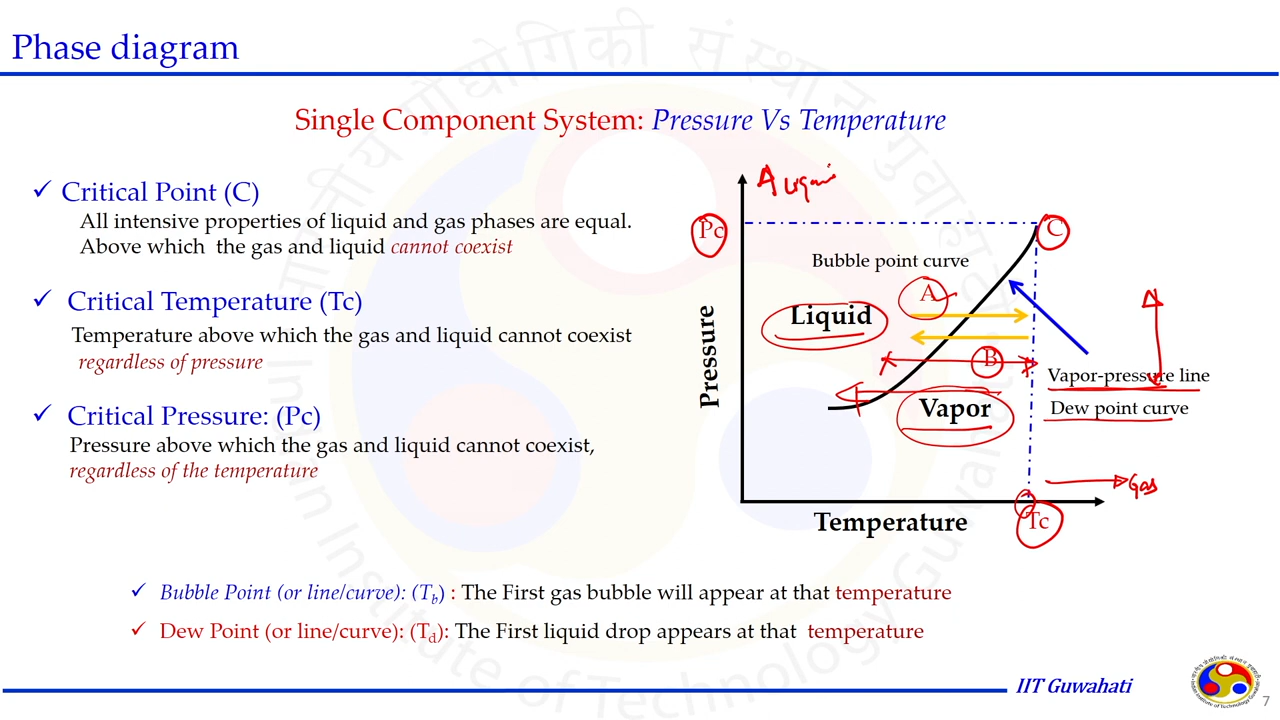 Phase diagram
Single Component System: Pressure Vs Temperature
✓ Critical Point (C)
All intensive properties of liquid and gas phases are equal.
Above which the gas and liquid cannot coexist
✓ Critical Temperature (Tc)
Temperature above which the gas and liquid cannot coexist
regardless of pressure
✓ Critical Pressure: (Pc)
Pressure above which the gas and liquid cannot coexist,
regardless of the temperature
Pc
C
Bubble point curve
A
Liquid
B
Vapor
Pressure
Vapor-pressure line
Dew point curve
Gas
Temperature
Tc
✓ Bubble Point (or line/curve): (Tb) : The First gas bubble will appear at that temperature
✓ Dew Point (or line/curve): (Td): The First liquid drop appears at that temperature
IIT Guwahati
7
Indian Institute of Technology Guwahati